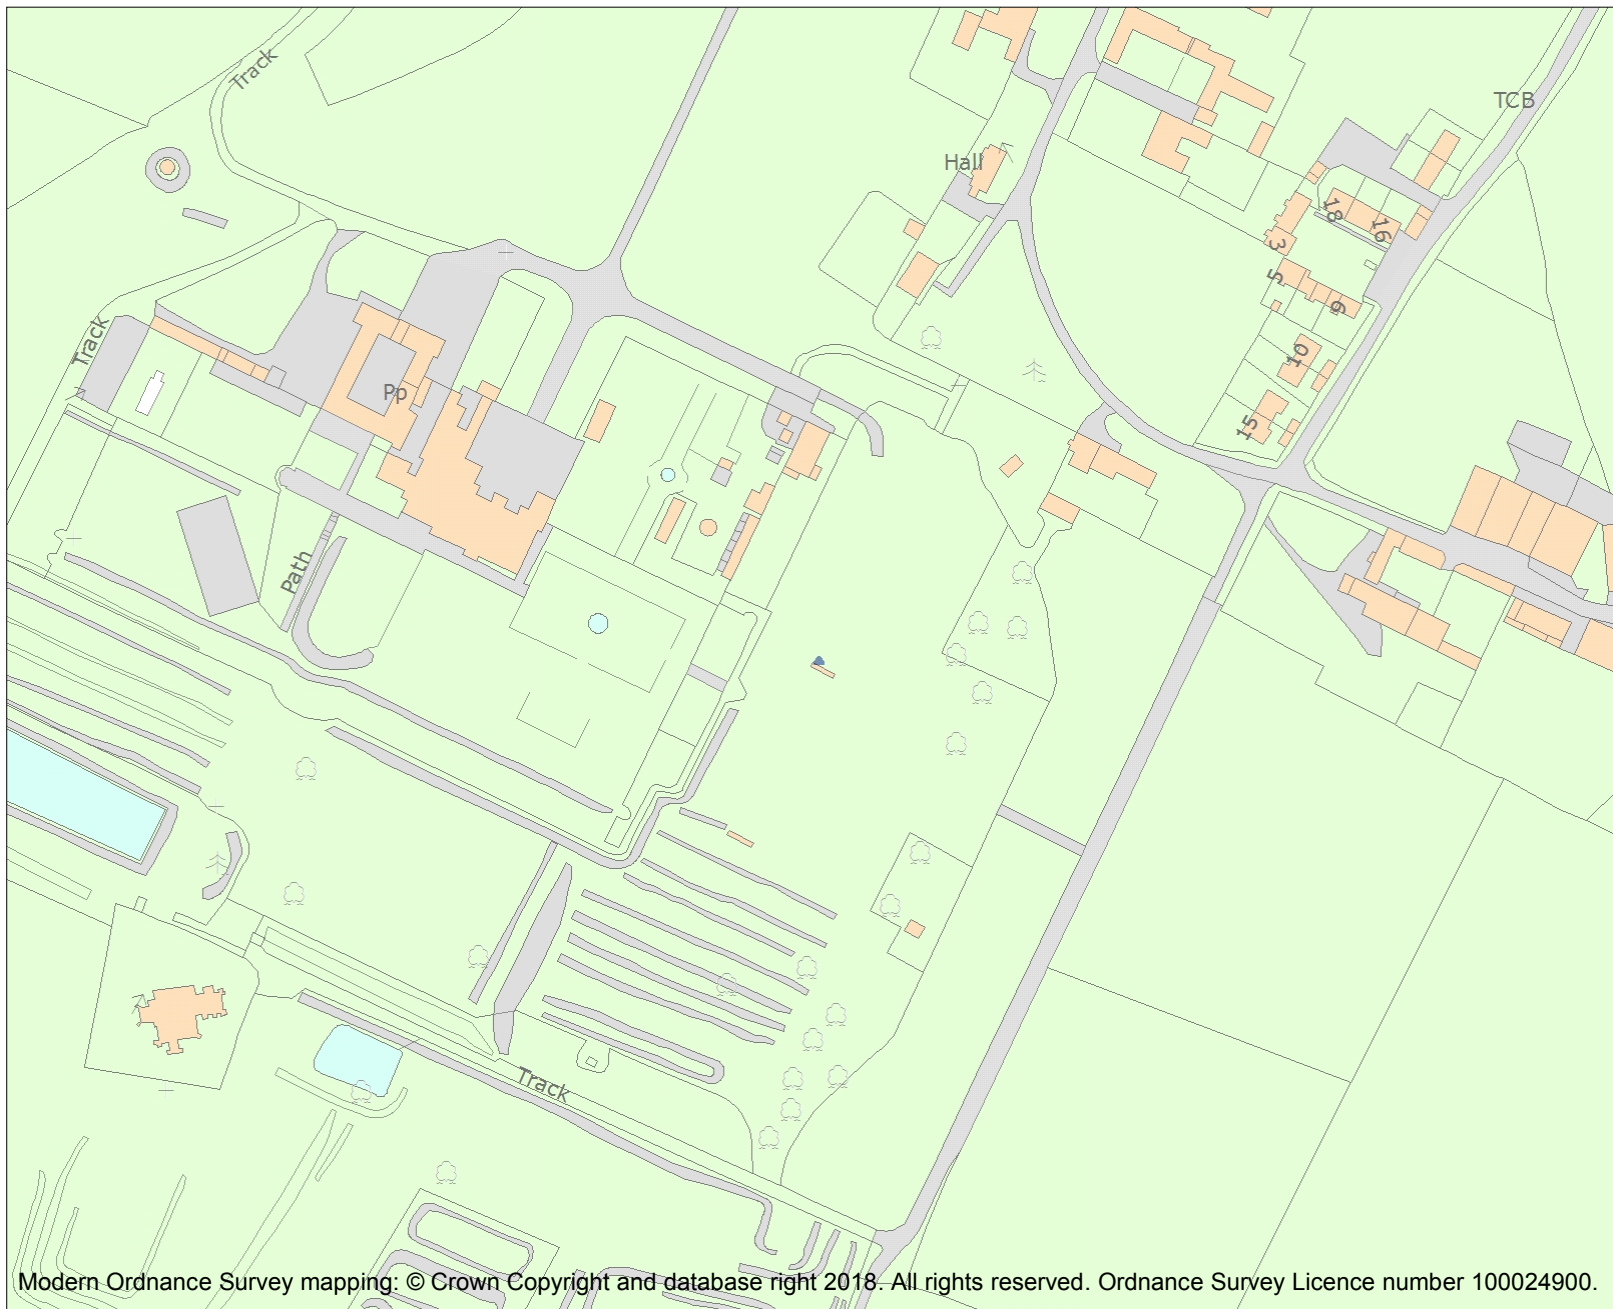 Track
TCB
Hall
18
16
3
5
9
Track
10
Pp
15
Path
Track
Modern Ordnance Survey mapping: © Crown Copyright and database right 2018. All rights reserved. Ordnance Survey Licence number 100024900.